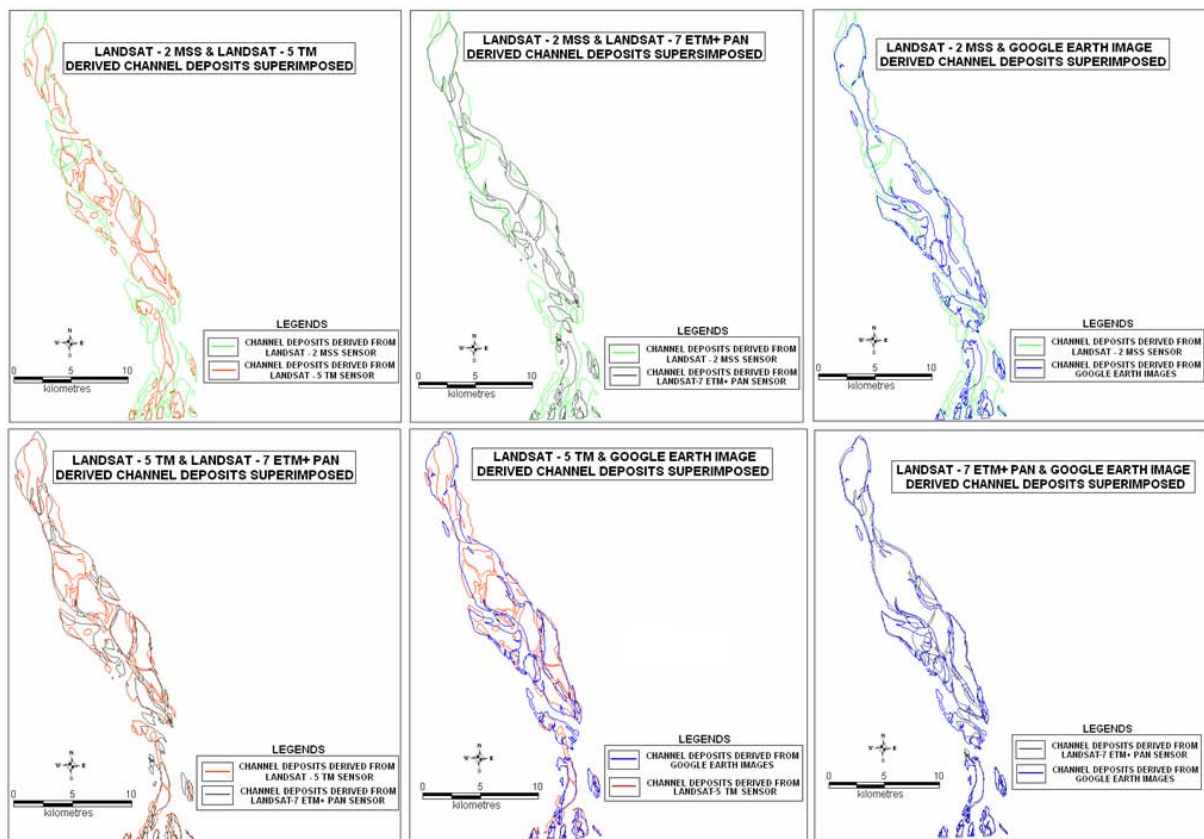 LANDSAT - 2 MSS & LANDSAT - 5 TM
DERIVED CHANNEL DEPOSITS SUPERIMPOSED
N
W E
S
LEGENDS
CHANNEL DEPOSITS DERIVED FROM
LANDSAT - 2 MSS SENSOR
CHANNEL DEPOSITS DERIVED FROM
LANDSAT - 5 TM SENSOR
0 5 10
kilometres
LANDSAT - 2 MSS & LANDSAT - 7 ETM+ PAN
DERIVED CHANNEL DEPOSITS SUPERSIMPOSED
N
W E
S
LEGENDS
CHANNEL DEPOSITS DERIVED FROM
LANDSAT - 2 MSS SENSOR
CHANNEL DEPOSITS DERIVED FROM
LANDSAT-7 ETM+ PAN SENSOR
0 5 10
kilometres
LANDSAT - 2 MSS & GOOGLE EARTH IMAGE
DERIVED CHANNEL DEPOSITS SUPERIMPOSED
N
W E
S
LEGENDS
CHANNEL DEPOSITS DERIVED FROM
LANDSAT - 2 MSS SENSOR
CHANNEL DEPOSITS DERIVED FROM
GOOGLE EARTH IMAGES
0 5 10
kilometres
LANDSAT - 5 TM & LANDSAT - 7 ETM+ PAN
DERIVED CHANNEL DEPOSITS SUPERIMPOSED
N
W E
S
LEGENDS
CHANNEL DEPOSITS DERIVED FROM
LANDSAT - 5 TM SENSOR
CHANNEL DEPOSITS DERIVED FROM
LANDSAT-7 ETM+ PAN SENSOR
0 5 10
kilometres
LANDSAT - 5 TM & GOOGLE EARTH IMAGE
DERIVED CHANNEL DEPOSITS SUPERIMPOSED
N
W E
S
LEGENDS
CHANNEL DEPOSITS DERIVED FROM
GOOGLE EARTH IMAGES
CHANNEL DEPOSITS DERIVED FROM
LANDSAT-5 TM SENSOR
0 5 10
kilometres
LANDSAT - 7 ETM+ PAN & GOOGLE EARTH IMAGE
DERIVED CHANNEL DEPOSITS SUPERIMPOSED
N
W E
S
LEGENDS
CHANNEL DEPOSITS DERIVED FROM
LANDSAT-7 ETM+ PAN SENSOR
CHANNEL DEPOSITS DERIVED FROM
GOOGLE EARTH IMAGES
0 5 10
kilometres